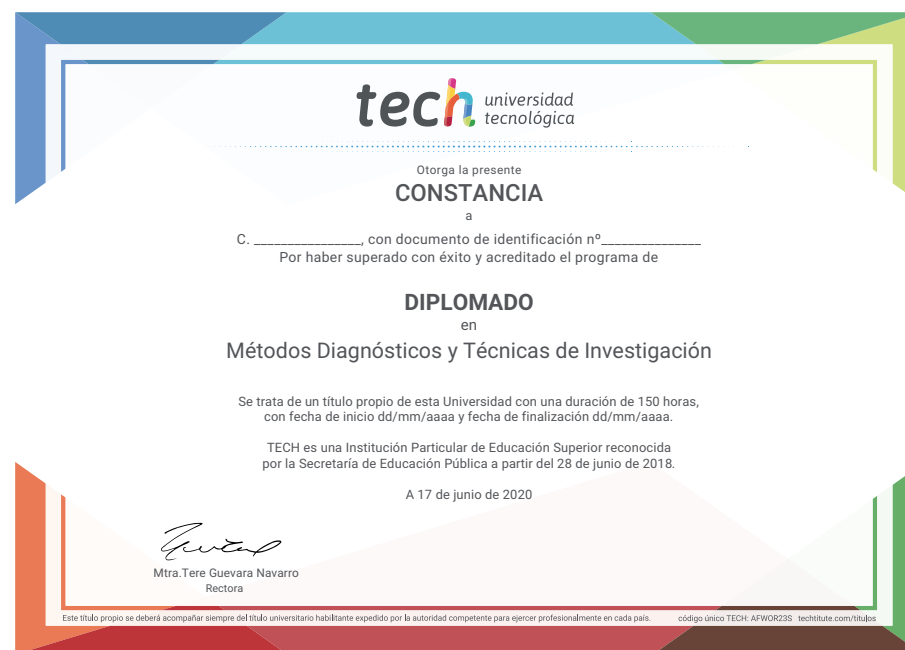 tech universidad
tecnológica
Otorga la presente
CONSTANCIA
a
C. ________________, con documento de identificación nº_______________
Por haber superado con éxito y acreditado el programa de
DIPLOMADO
en
Métodos Diagnósticos y Técnicas de Investigación
Se trata de un título propio de esta Universidad con una duración de 150 horas,
con fecha de inicio dd/mm/aaaa y fecha de finalización dd/mm/aaaa.
TECH es una Institución Particular de Educación Superior reconocida
por la Secretaría de Educación Pública a partir del 28 de junio de 2018.
A 17 de junio de 2020
Mtra.Tere Guevara Navarro
Rectora
Este título propio se deberá acompañar siempre del título universitario habilitante expedido por la autoridad competente para ejercer profesionalmente en cada país. código único TECH: AFWOR23S techtitute.com/titulos